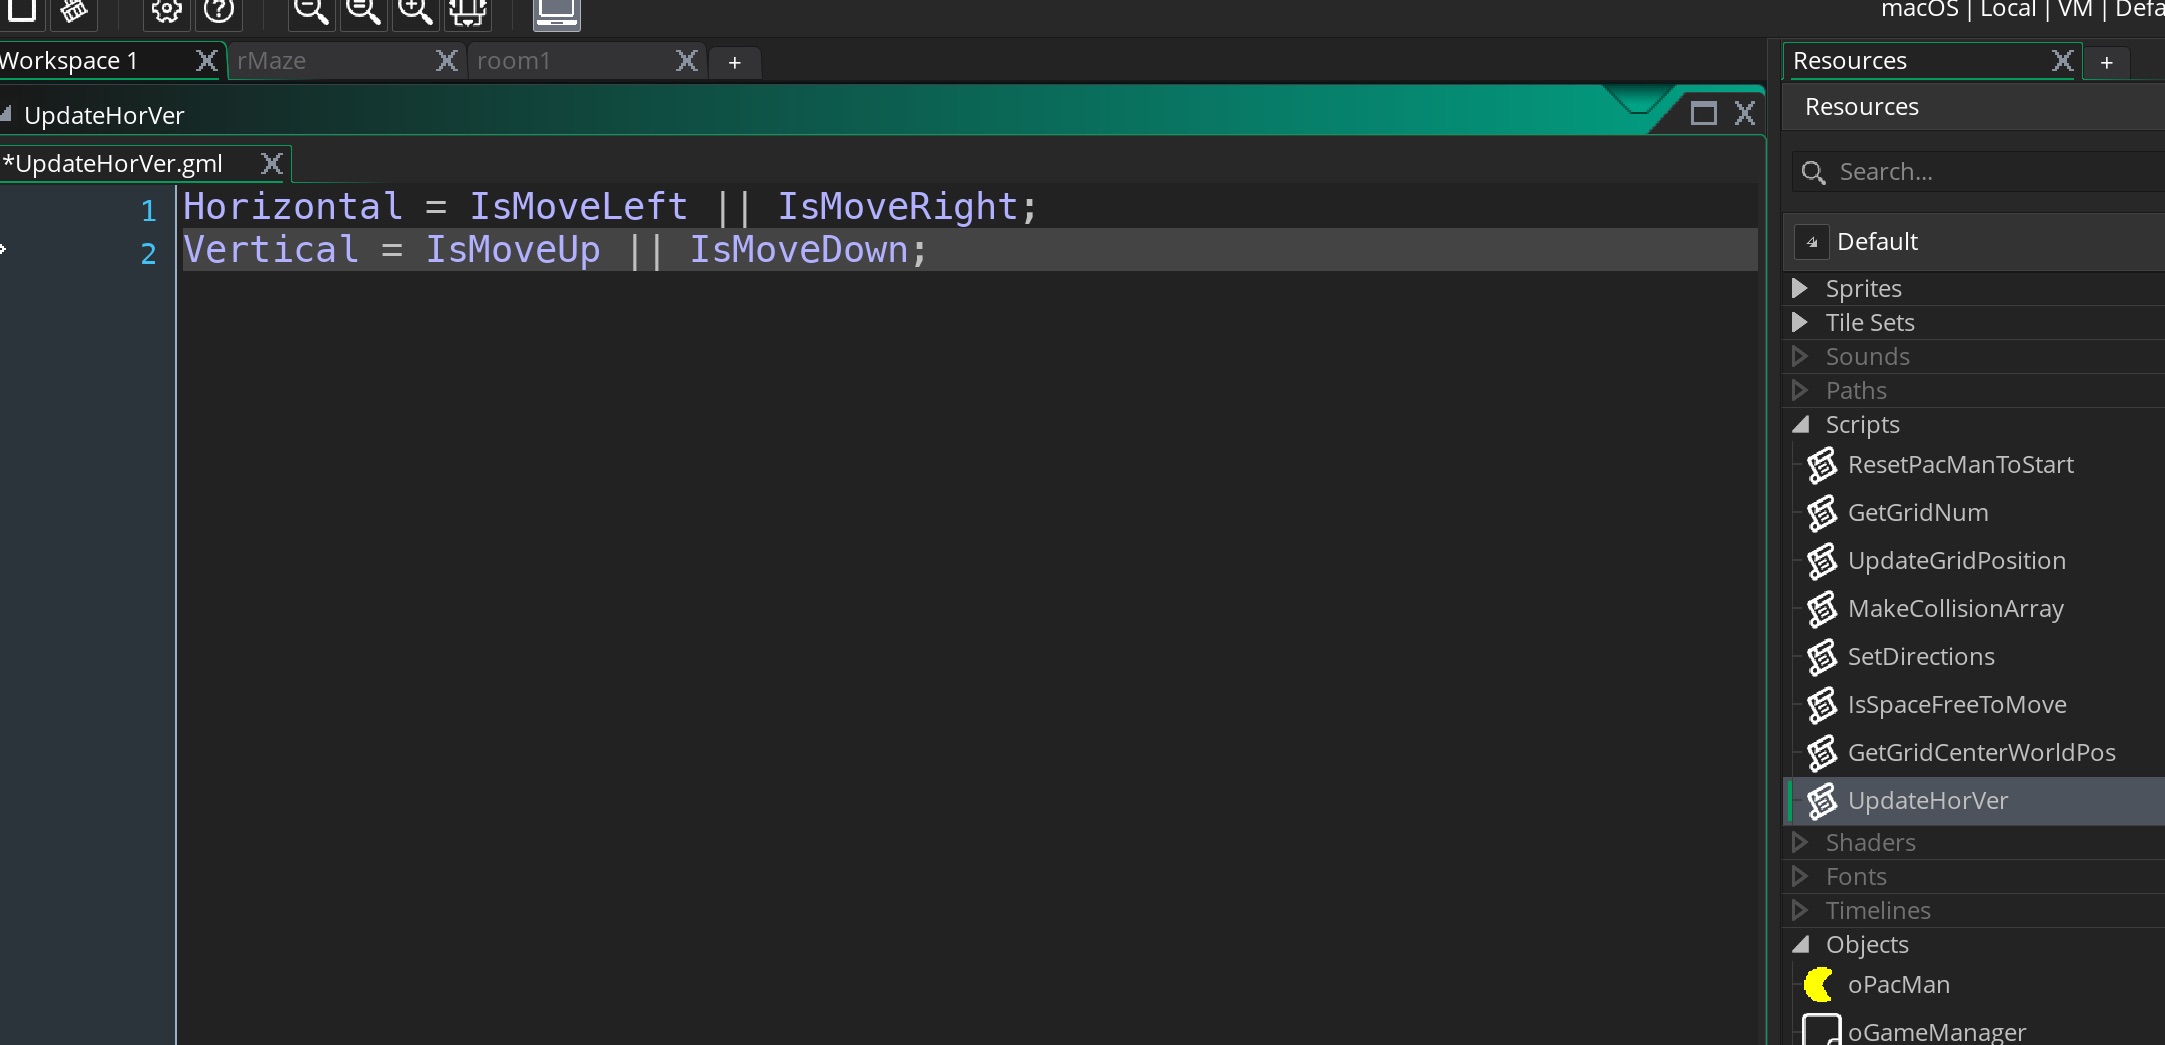 macOS | Local | VM |
Workspace 1
rMaze
room1
+
Resources
+
UpdateHorVer
Resources
*UpdateHorVer.gml
Search...
1 Horizontal = IsMoveLeft || IsMoveRight;
2 Vertical = IsMoveUp || IsMoveDown;
Default
Sprites
Tile Sets
Sounds
Paths
Scripts
ResetPacManToStart
GetGridNum
UpdateGridPosition
MakeCollisionArray
SetDirections
IsSpaceFreeToMove
GetGridCenterWorldPos
UpdateHorVer
Shaders
Fonts
Timelines
Objects
oPacMan
oGameManager